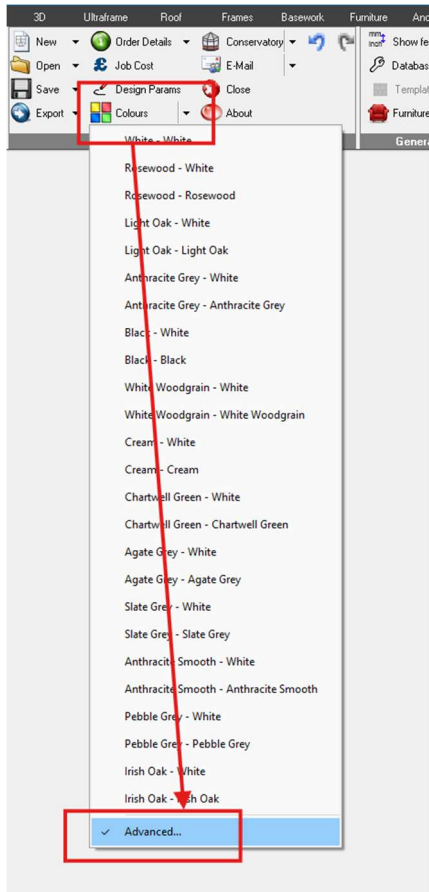 3D Ultraframe Roof Frames Basework Furniture
New Order Details Conservatory mm inch Show fe
Open Job Cost E-Mail Databas
Save Design Params Close Templat
Export Colours About Furniture
Genera
White - White
Rosewood - White
Rosewood - Rosewood
Light Oak - White
Light Oak - Light Oak
Anthracite Grey - White
Anthracite Grey - Anthracite Grey
Black - White
Black - Black
White Woodgrain - White
White Woodgrain - White Woodgrain
Cream - White
Cream - Cream
Chartwell Green - White
Chartwell Green - Chartwell Green
Agate Grey - White
Agate Grey - Agate Grey
Slate Grey - White
Slate Grey - Slate Grey
Anthracite Smooth - White
Anthracite Smooth - Anthracite Smooth
Pebble Grey - White
Pebble Grey - Pebble Grey
Irish Oak - White
Irish Oak - Irish Oak
Advanced...